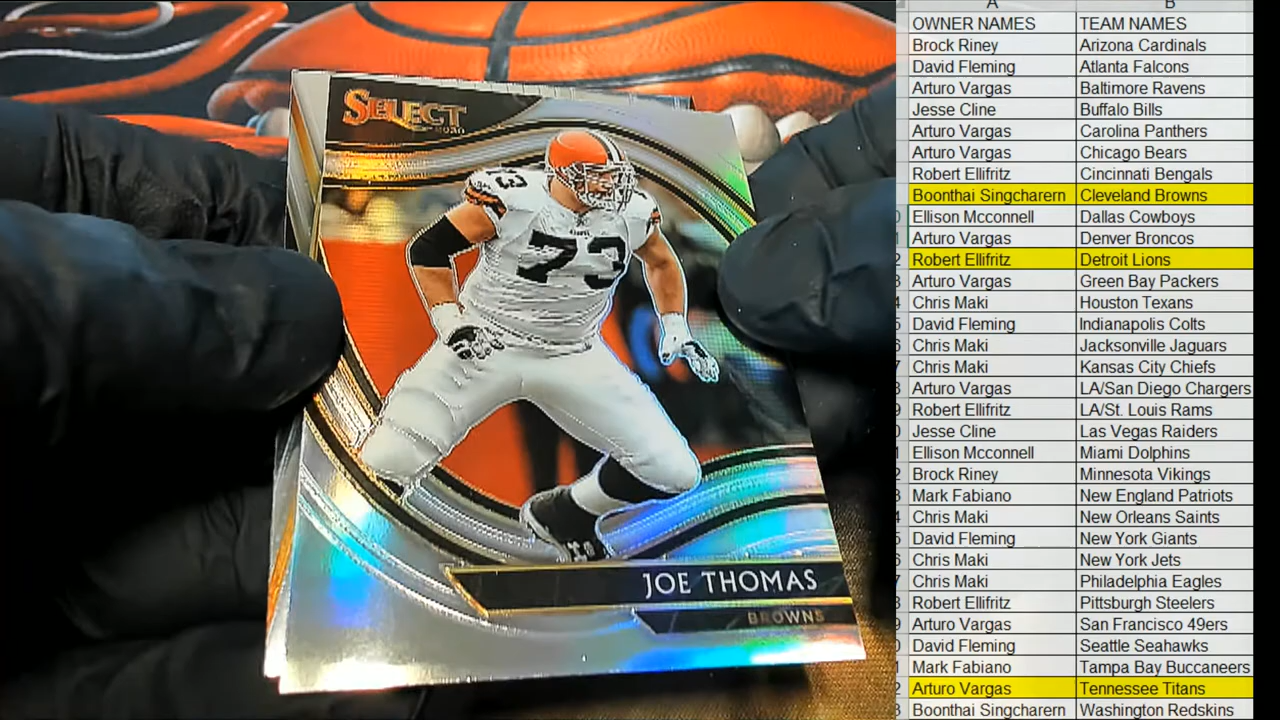 SELECT
2020
73
73
JOE THOMAS
BROWNS
A B
OWNER NAMES TEAM NAMES
Brock Riney Arizona Cardinals
David Fleming Atlanta Falcons
Arturo Vargas Baltimore Ravens
Jesse Cline Buffalo Bills
Arturo Vargas Carolina Panthers
Arturo Vargas Chicago Bears
Robert Ellifritz Cincinnati Bengals
Boonthai Singcharern Cleveland Browns
Ellison Mcconnell Dallas Cowboys
Arturo Vargas Denver Broncos
Robert Ellifritz Detroit Lions
Arturo Vargas Green Bay Packers
Chris Maki Houston Texans
David Fleming Indianapolis Colts
Chris Maki Jacksonville Jaguars
Chris Maki Kansas City Chiefs
Arturo Vargas LA/San Diego Chargers
Robert Ellifritz LA/St. Louis Rams
Jesse Cline Las Vegas Raiders
Ellison Mcconnell Miami Dolphins
Brock Riney Minnesota Vikings
Mark Fabiano New England Patriots
Chris Maki New Orleans Saints
David Fleming New York Giants
Chris Maki New York Jets
Chris Maki Philadelphia Eagles
Robert Ellifritz Pittsburgh Steelers
Arturo Vargas San Francisco 49ers
David Fleming Seattle Seahawks
Mark Fabiano Tampa Bay Buccaneers
Arturo Vargas Tennessee Titans
Boonthai Singcharern Washington Redskins